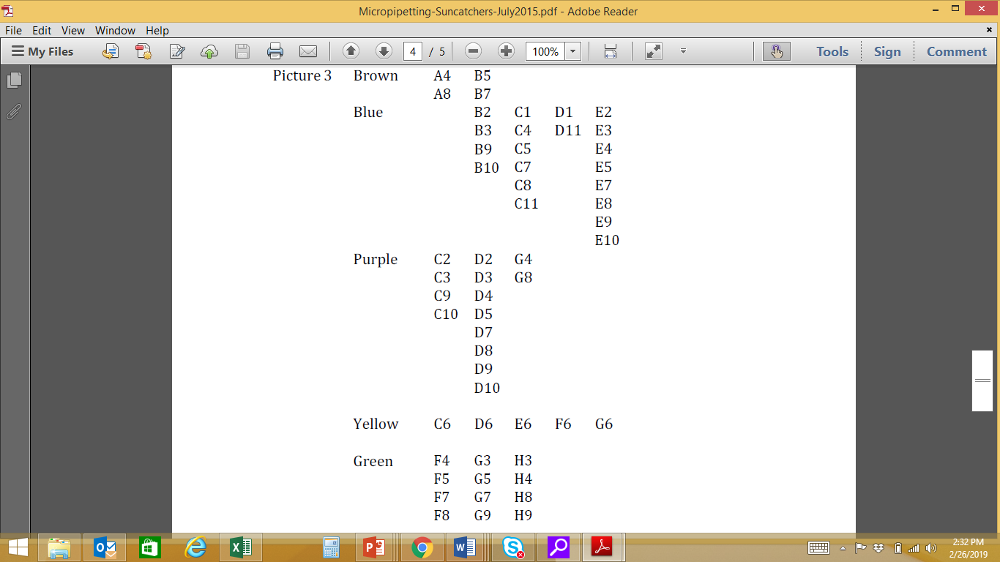 Micropipetting-Suncatchers-July2015.pdf - Adobe Reader
File Edit View Window Help
My Files 4 / 5 100% Tools Sign Comment
Picture 3 Brown A4 B5
A8 B7
Blue B2 C1 D1 E2
B3 C4 D11 E3
B9 C5 E4
B10 C7 E5
C8 E7
C11 E8
E9
E10
Purple C2 D2 G4
C3 D3 G8
C9 D4
C10 D5
D7
D8
D9
D10
Yellow C6 D6 E6 F6 G6
Green F4 G3 H3
F5 G5 H4
F7 G7 H8
F8 G9 H9
2:32 PM
2/26/2019